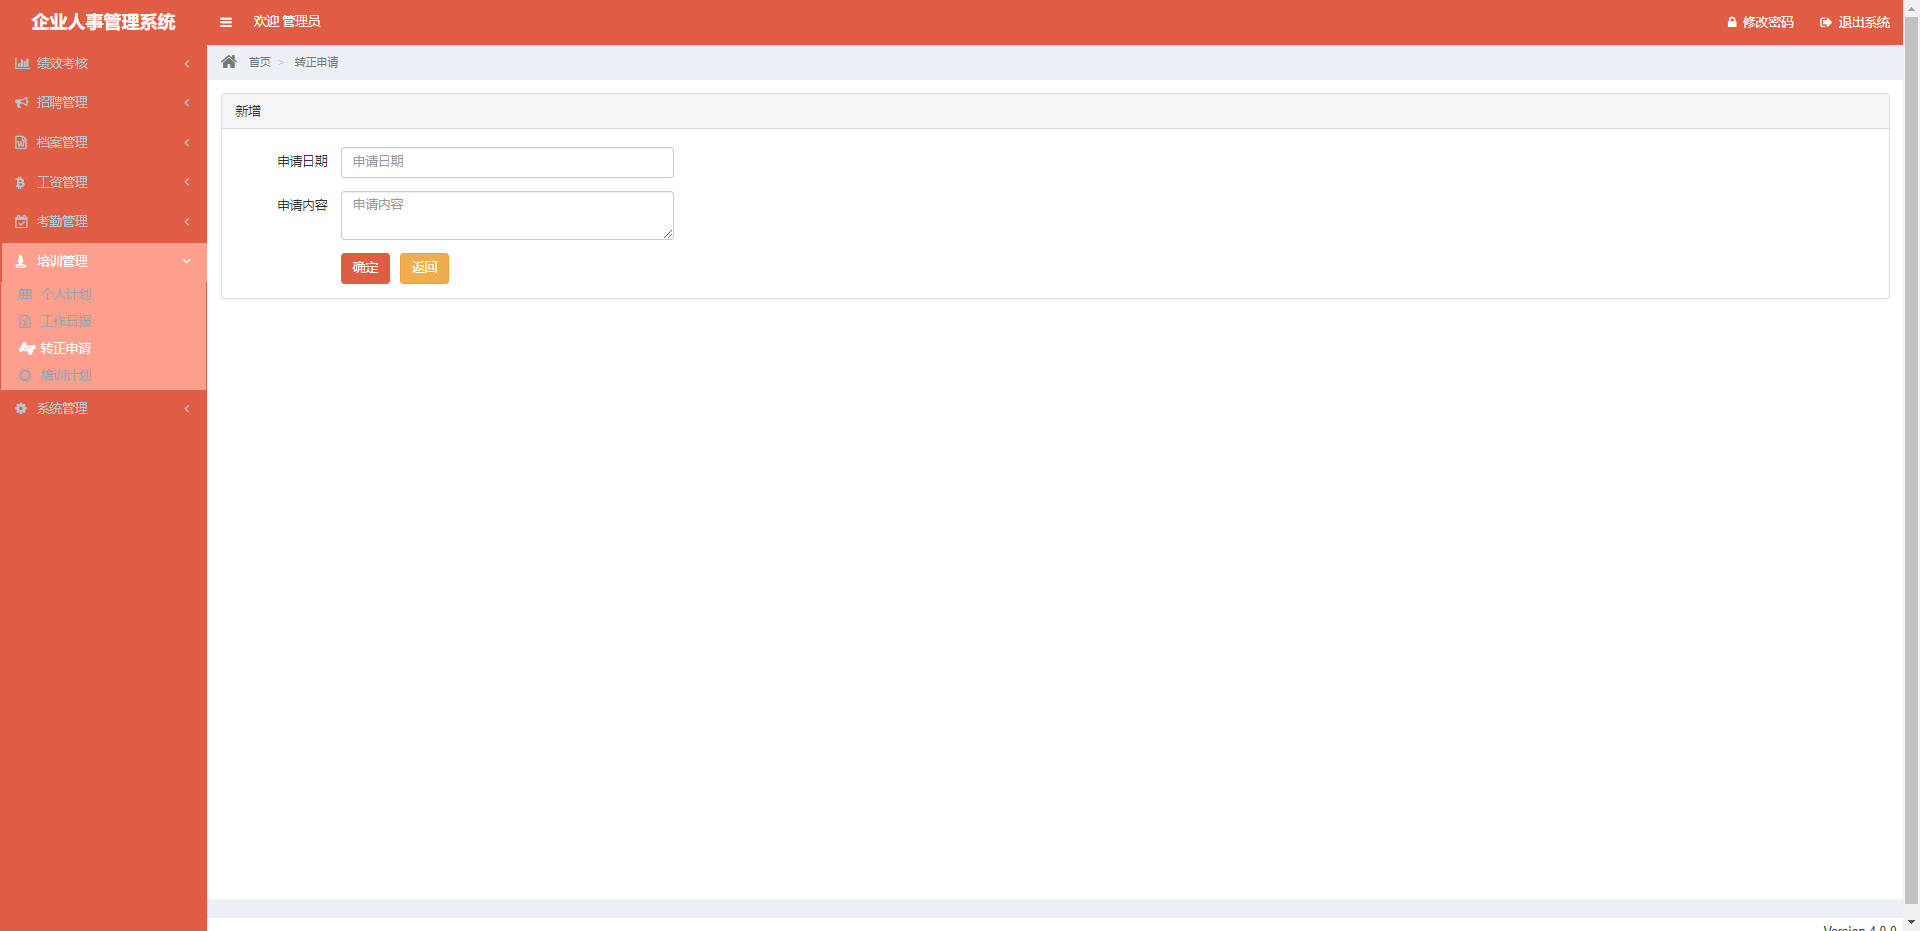 企业人事管理系统
欢迎 管理员
修改密码
退出系统
绩效考核
招聘管理
档案管理
工资管理
考勤管理
培训管理
个人计划
工作日报
转正申请
培训计划
系统管理
首页 > 转正申请
新增
申请日期 申请日期
申请内容 申请内容
确定 返回
Version 4.0.0